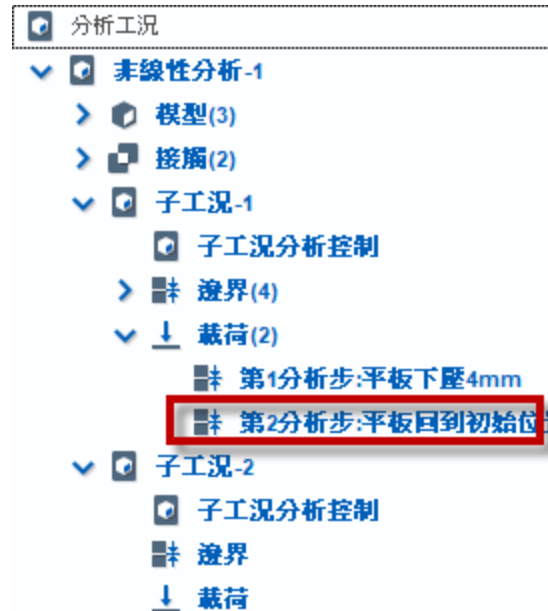 分析工況
非線性分析-1
模型(3)
接觸(2)
子工況-1
子工況分析控制
邊界(4)
載荷(2)
第1分析步:平板下壓4mm
第2分析步:平板回到初始位
子工況-2
子工況分析控制
邊界
載荷